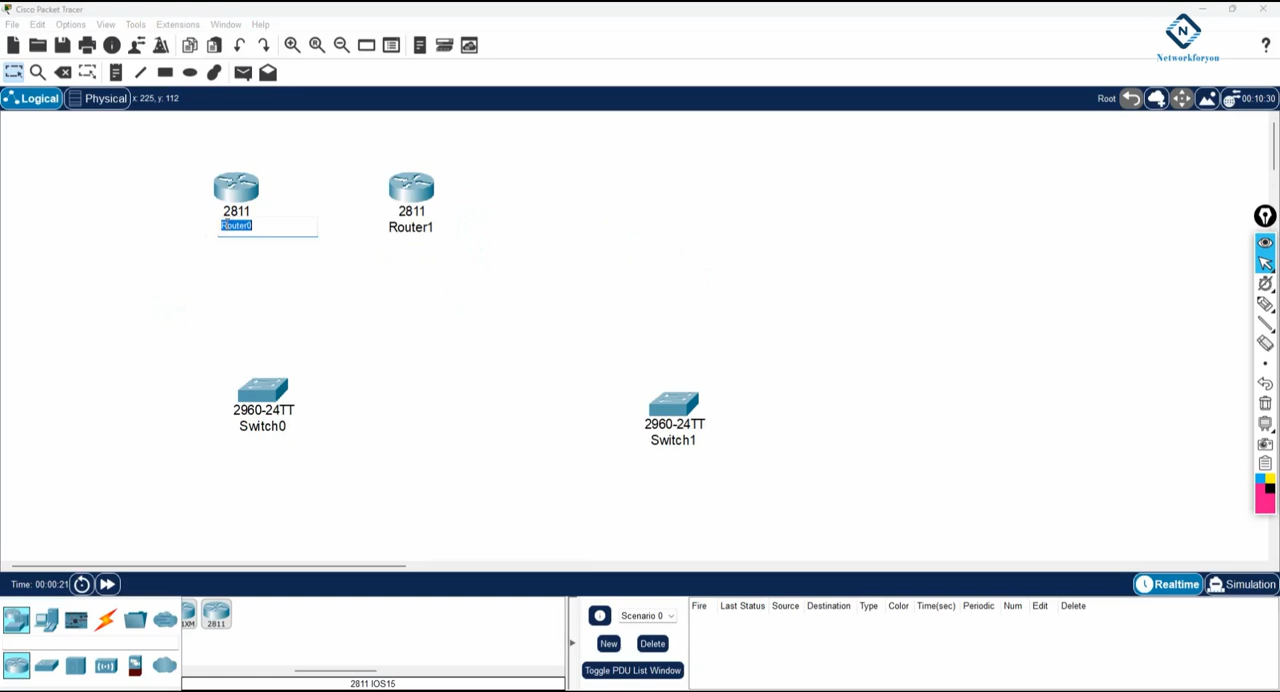 Cisco Packet Tracer
File Edit Options View Tools Extensions Window Help
N
Networkforyou
?
Logical Physical x: 225, y: 112
Root 00:10:30
2811
Router0
2811
Router1
2960-24TT
Switch0
2960-24TT
Switch1
Time: 00:00:21
Realtime Simulation
1XM 2811
2811 IOS15
Scenario 0
New Delete
Toggle PDU List Window
Fire Last Status Source Destination Type Color Time(sec) Periodic Num Edit Delete